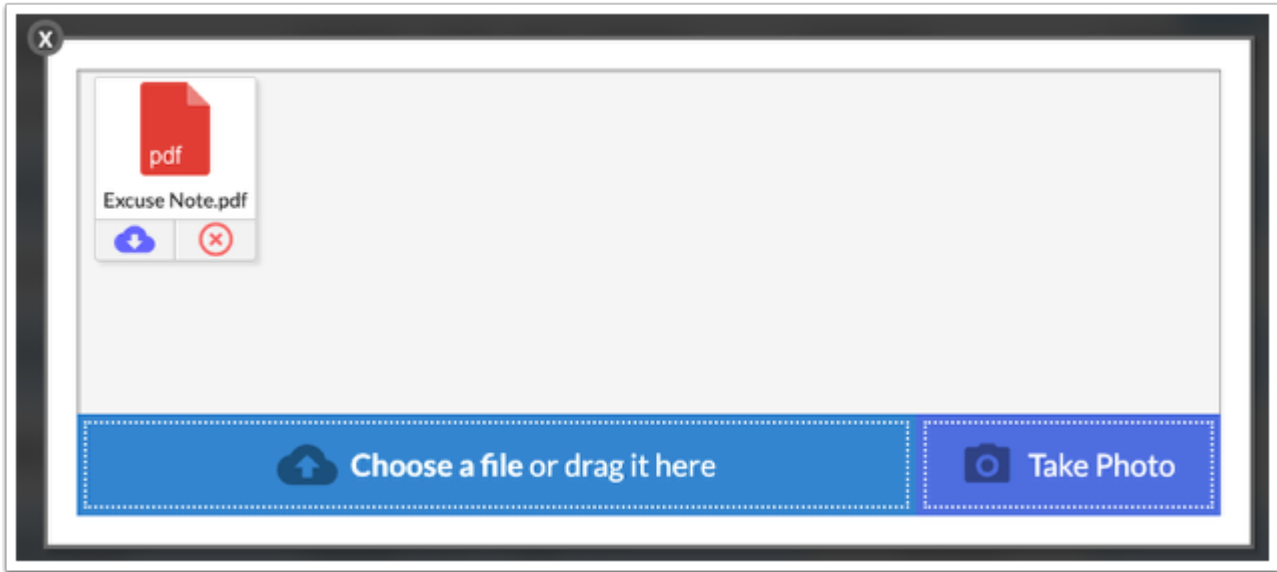 X
pdf
Excuse Note.pdf
Choose a file or drag it here
Take Photo